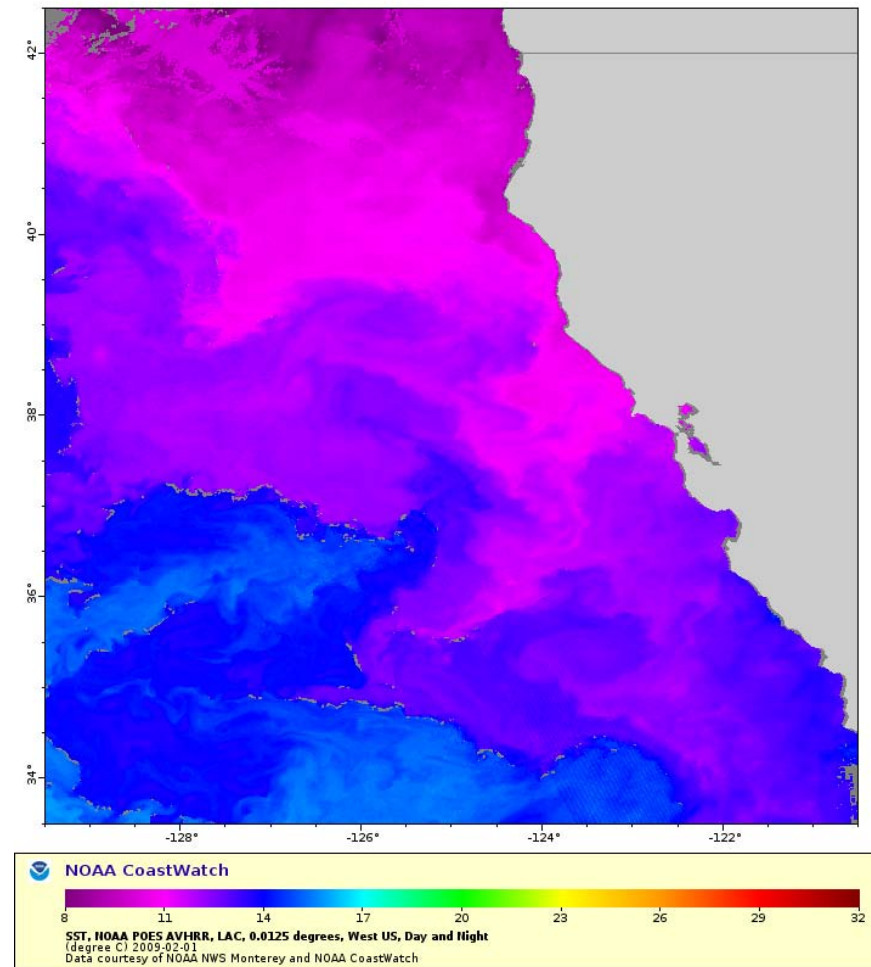 42°
40°
38°
36°
34°
-128°
-126°
-124°
-122°
NOAA CoastWatch
8 11 14 17 20 23 26 29 32
SST, NOAA POES AVHRR, LAC, 0.0125 degrees, West US, Day and Night
(degree C) 2009-02-01
Data courtesy of NOAA NWS Monterey and NOAA CoastWatch